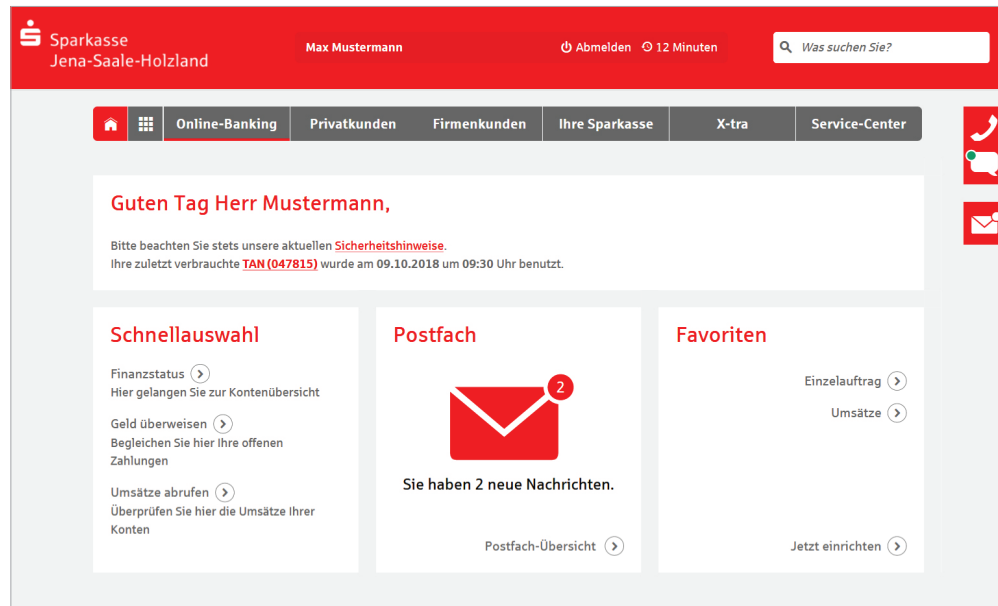 Sparkasse
Jena-Saale-Holzland
Max Mustermann
Abmelden
12 Minuten
Was suchen Sie?
Online-Banking
Privatkunden
Firmenkunden
Ihre Sparkasse
X-tra
Service-Center
Guten Tag Herr Mustermann,
Bitte beachten Sie stets unsere aktuellen Sicherheitshinweise.
Ihre zuletzt verbrauchte TAN (047815) wurde am 09.10.2018 um 09:30 Uhr benutzt.
Schnellauswahl
Finanzstatus
Hier gelangen Sie zur Kontenübersicht
Geld überweisen
Begleichen Sie hier Ihre offenen
Zahlungen
Umsätze abrufen
Überprüfen Sie hier die Umsätze Ihrer
Konten
Postfach
2
Sie haben 2 neue Nachrichten.
Postfach-Übersicht
Favoriten
Einzelauftrag
Umsätze
Jetzt einrichten